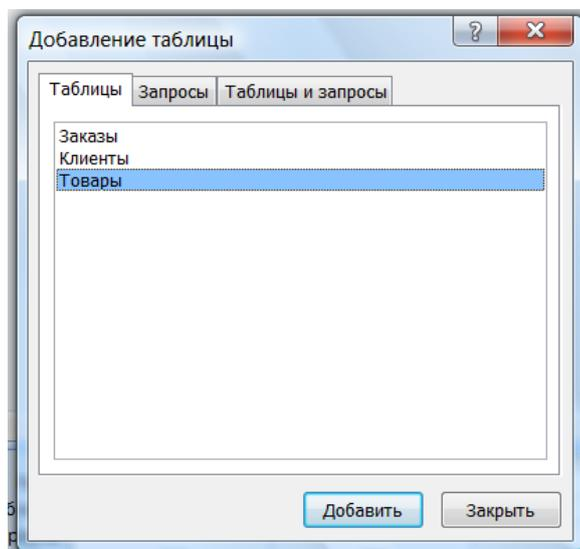 Добавление таблицы
Таблицы Запросы Таблицы и запросы
Заказы
Клиенты
Товары
Добавить Закрыть